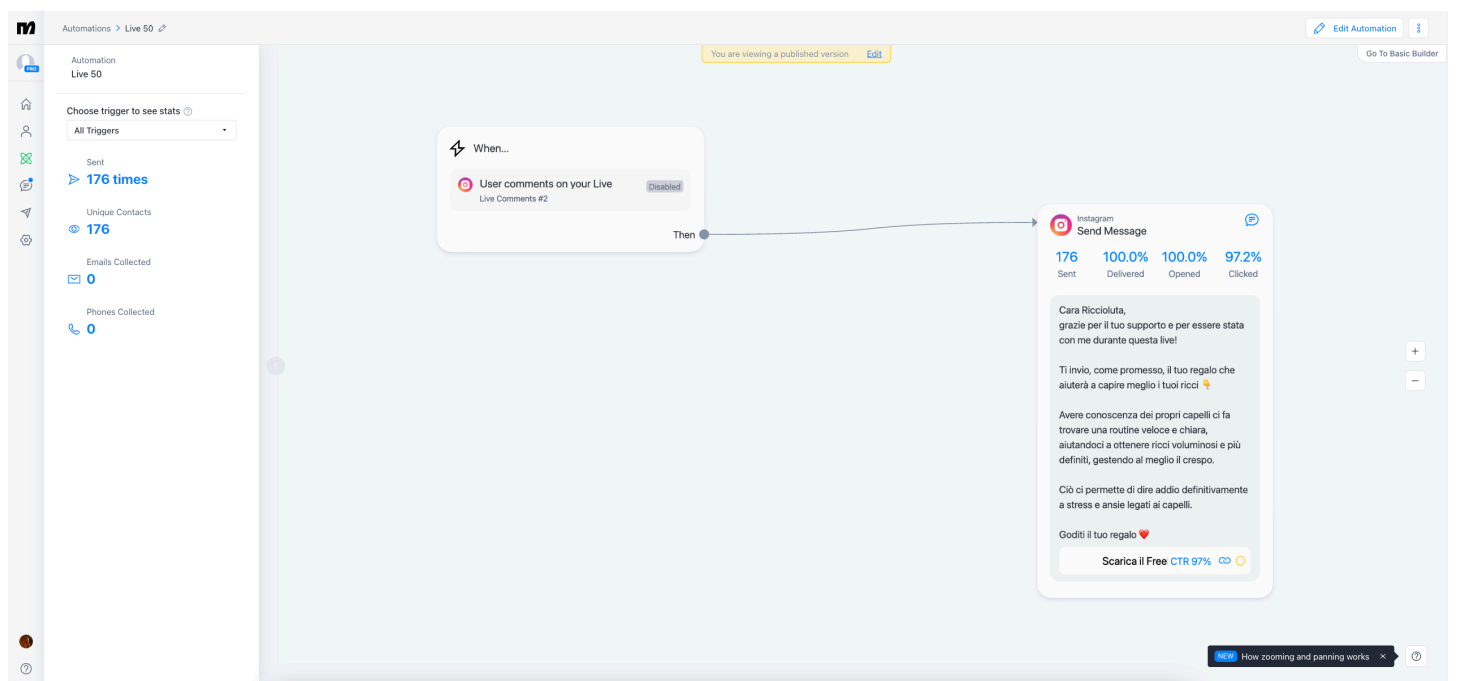 Automations > Live 50
Edit Automation
PRO
Automation
Live 50
You are viewing a published version Edit
Go To Basic Builder
Choose trigger to see stats
All Triggers
Sent
176 times
Unique Contacts
176
Emails Collected
0
Phones Collected
0
When...
User comments on your Live Disabled
Live Comments #2
Then
Instagram
Send Message
176 100.0% 100.0% 97.2%
Sent Delivered Opened Clicked
Cara Riccioluta,
grazie per il tuo supporto e per essere stata
con me durante questa live!
Ti invio, come promesso, il tuo regalo che
aiuterà a capire meglio i tuoi ricci 👇
Avere conoscenza dei propri capelli ci fa
trovare una routine veloce e chiara,
aiutandoci a ottenere ricci voluminosi e più
definiti, gestendo al meglio il crespo.
Ciò ci permette di dire addio definitivamente
a stress e ansie legati ai capelli.
Goditi il tuo regalo ❤️
Scarica il Free CTR 97%
NEW How zooming and panning works ×